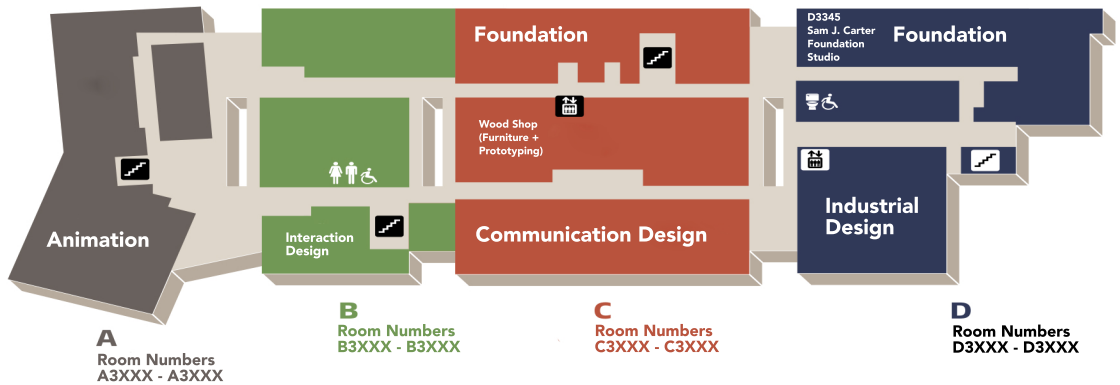 Foundation
D3345
Sam J. Carter
Foundation
Studio
Foundation
Wood Shop
(Furniture +
Prototyping)
Animation
Interaction
Design
Communication Design
Industrial
Design
A
Room Numbers
A3XXX - A3XXX
B
Room Numbers
B3XXX - B3XXX
C
Room Numbers
C3XXX - C3XXX
D
Room Numbers
D3XXX - D3XXX